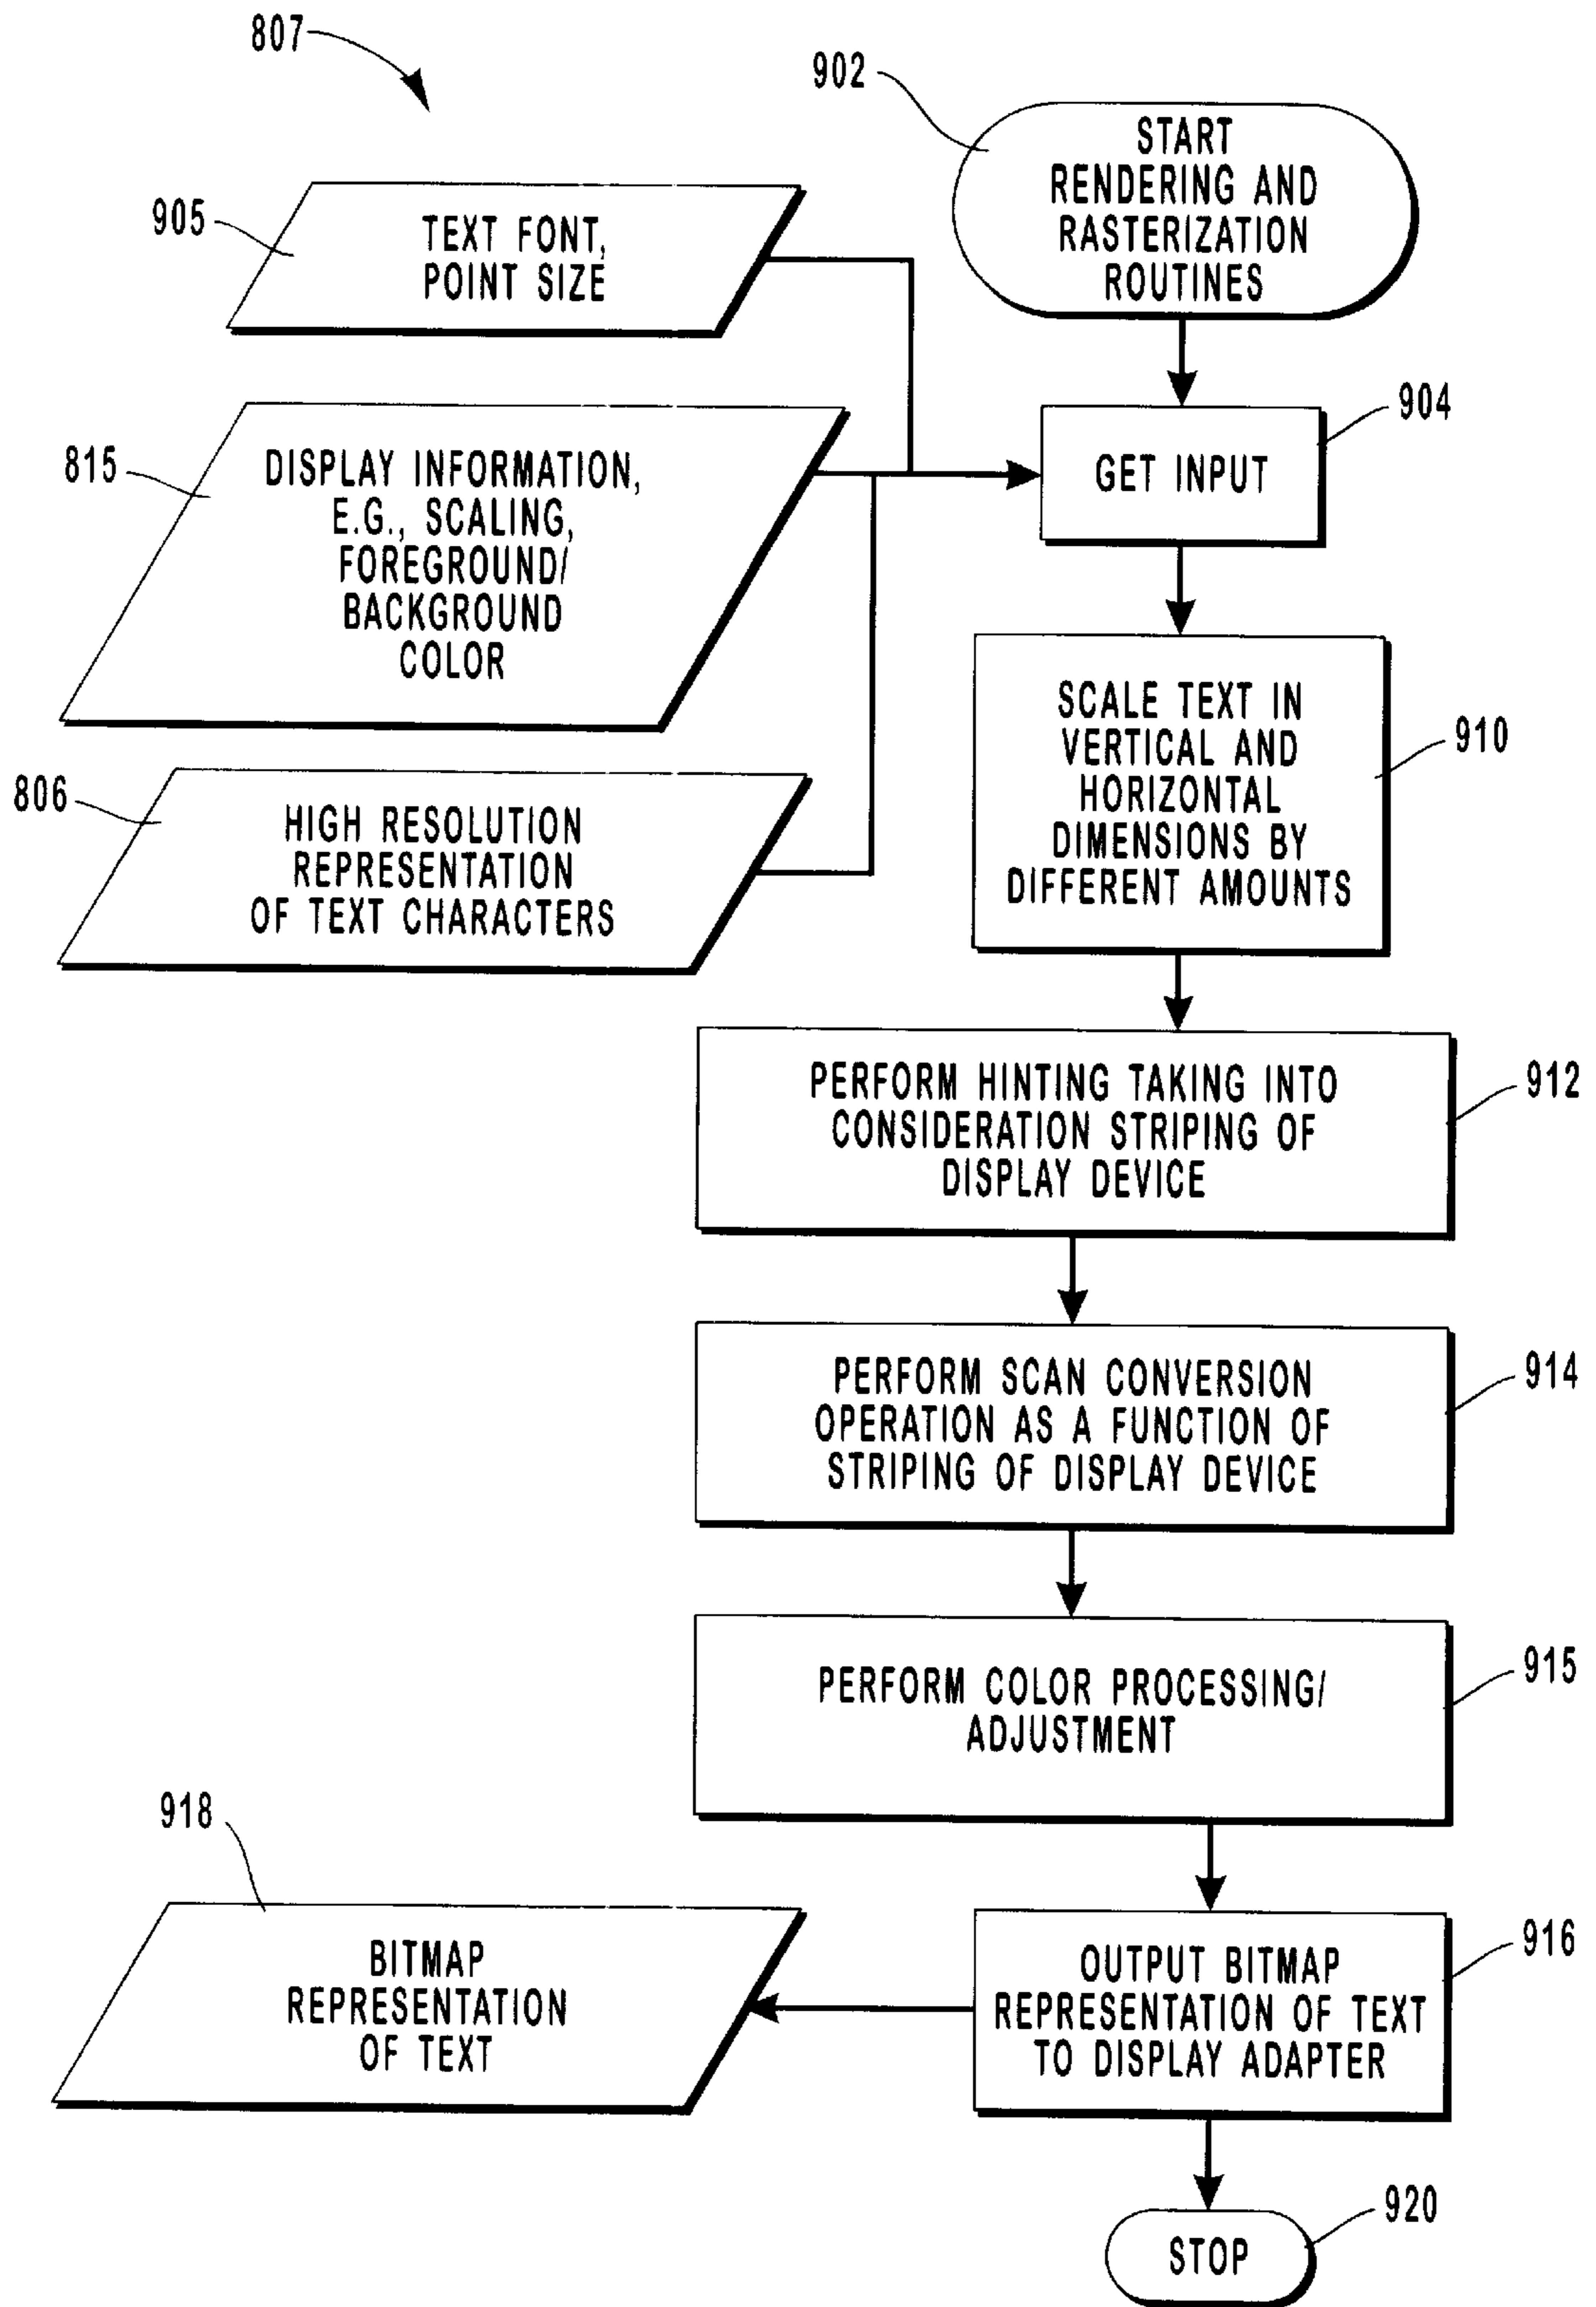 807
902
START
RENDERING AND
RASTERIZATION
ROUTINES
905
TEXT FONT,
POINT SIZE
904
GET INPUT
815
DISPLAY INFORMATION,
E.G., SCALING,
FOREGROUND/
BACKGROUND
COLOR
910
SCALE TEXT IN
VERTICAL AND
HORIZONTAL
DIMENSIONS BY
DIFFERENT AMOUNTS
806
HIGH RESOLUTION
REPRESENTATION
OF TEXT CHARACTERS
912
PERFORM HINTING TAKING INTO
CONSIDERATION STRIPING OF
DISPLAY DEVICE
914
PERFORM SCAN CONVERSION
OPERATION AS A FUNCTION OF
STRIPING OF DISPLAY DEVICE
915
PERFORM COLOR PROCESSING/
ADJUSTMENT
918
BITMAP
REPRESENTATION
OF TEXT
916
OUTPUT BITMAP
REPRESENTATION OF TEXT
TO DISPLAY ADAPTER
920
STOP